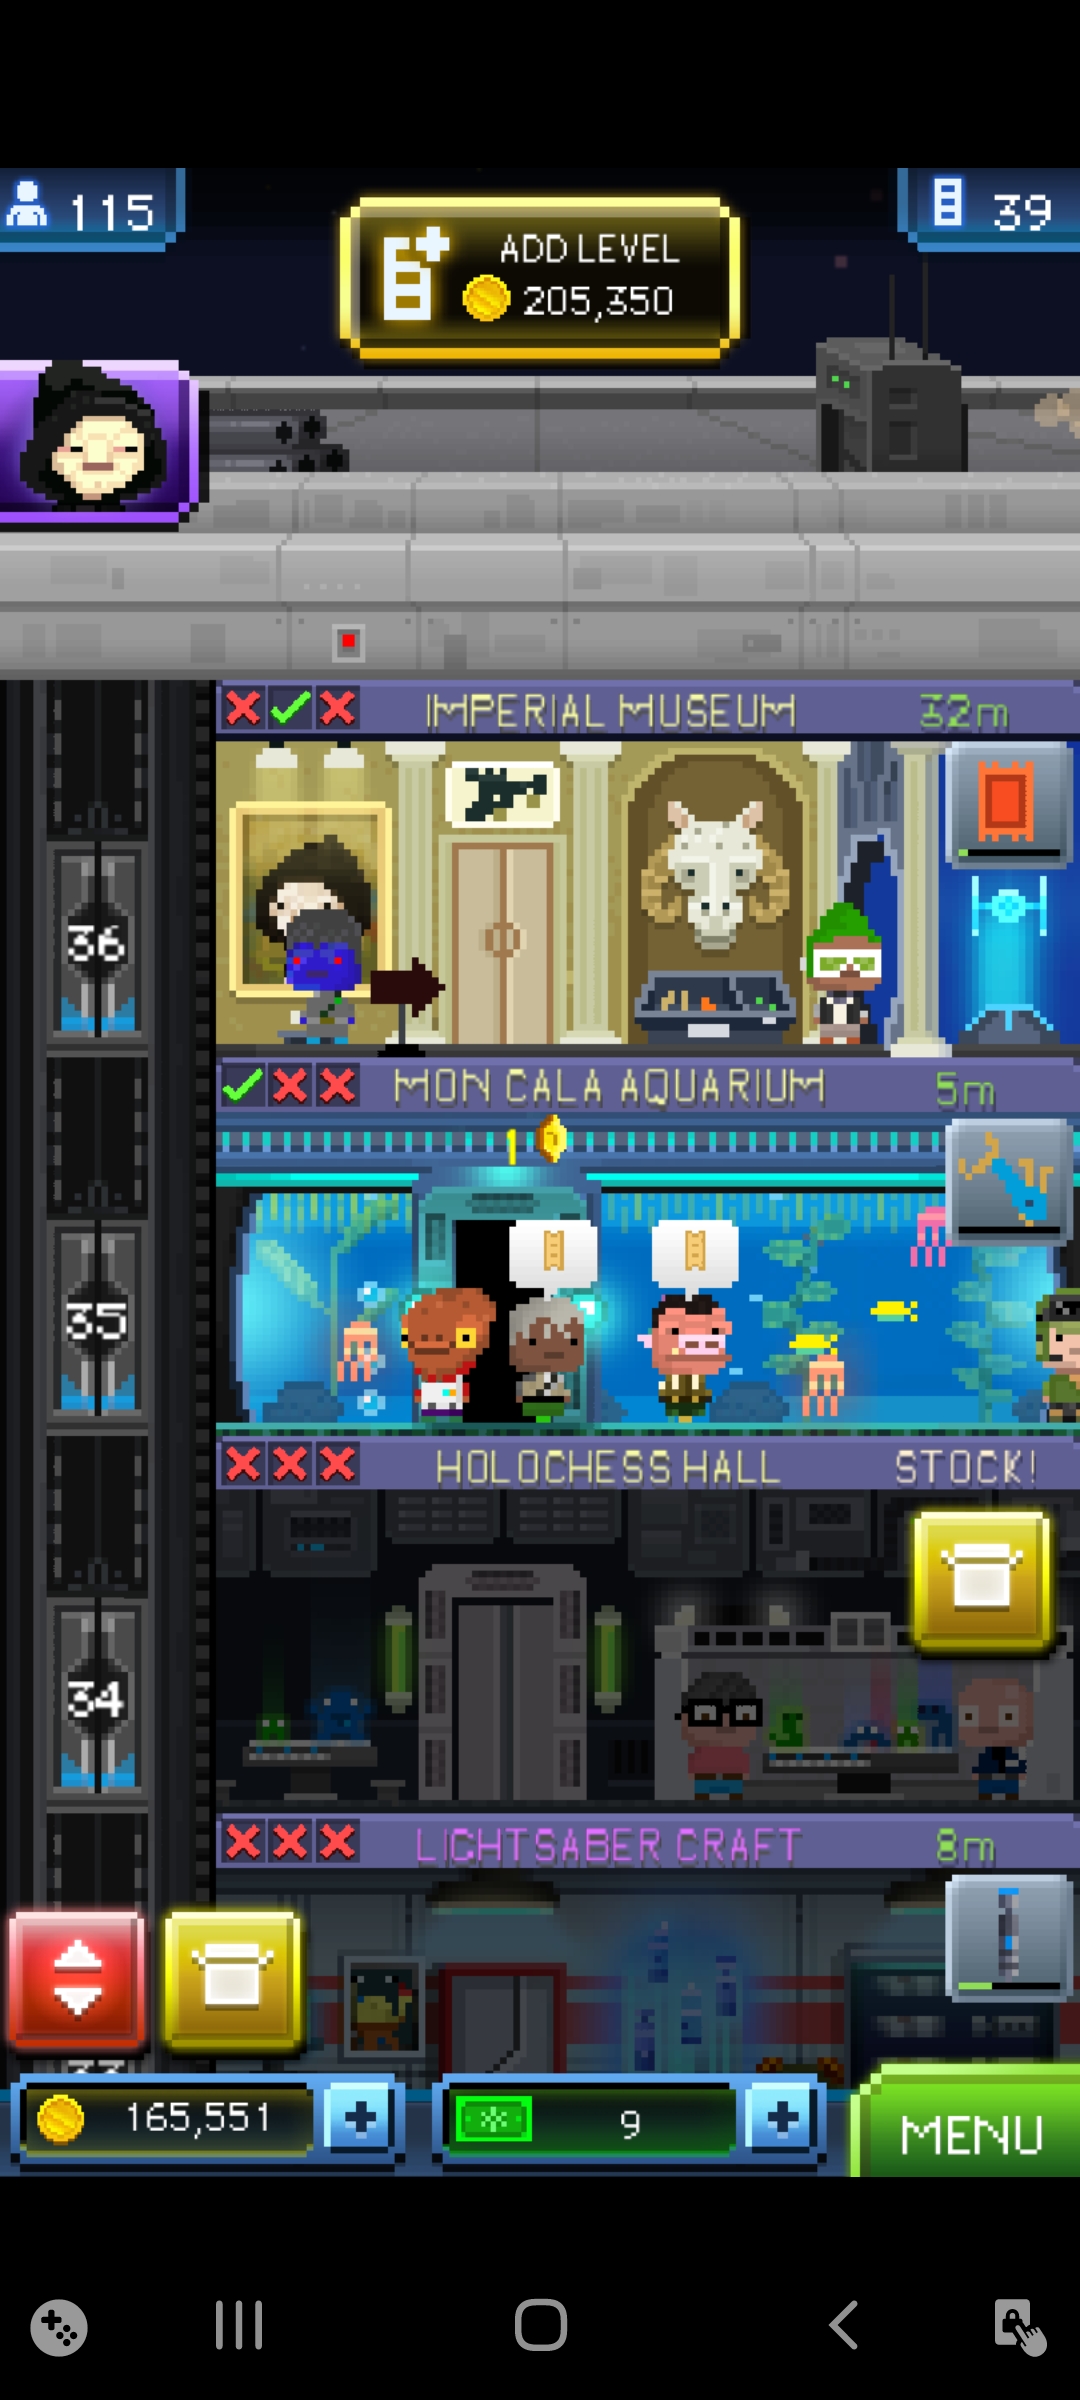 115
ADD LEVEL
205,350
39
IMPERIAL MUSEUM 32m
36
MON CALA AQUARIUM 5m
1
35
HOLOCHESS HALL STOCK!
34
LIGHTSABER CRAFT 8m
33
165,551
9
MENU